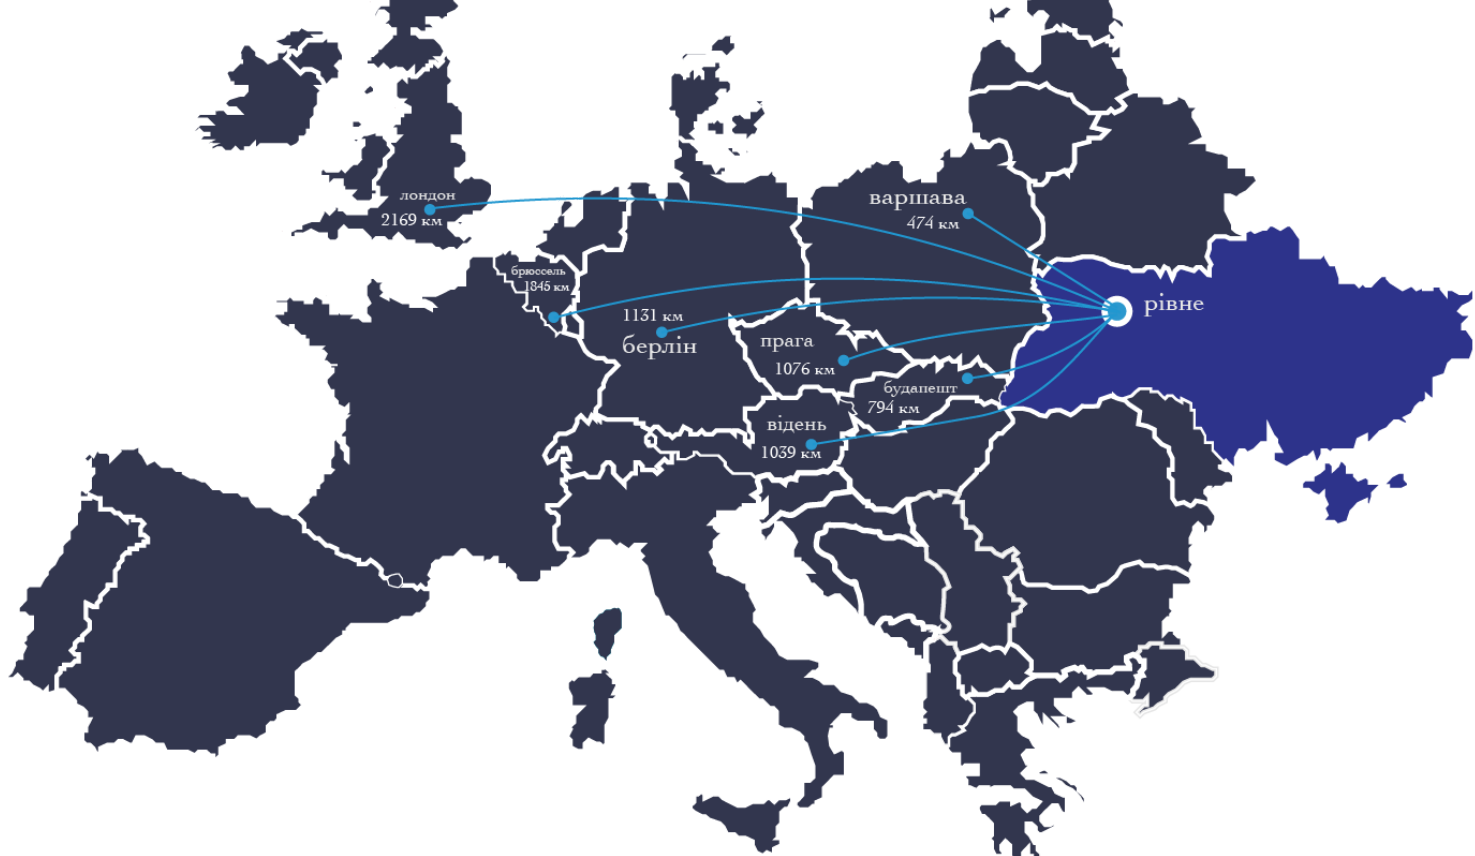 лондон
2169 км
варшава
474 км
брюссель
1845 км
рівне
1131 км
берлін
прага
1076 км
будапешт
794 км
відень
1039 км